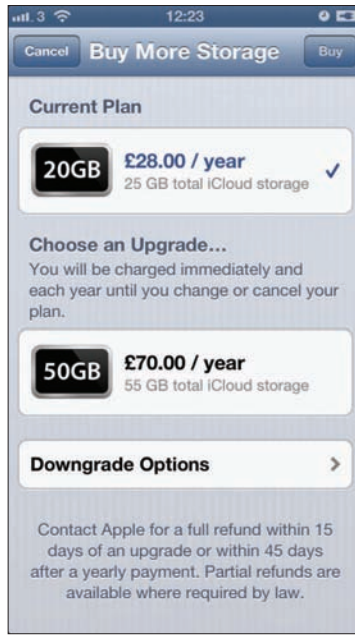 3 12:23
Cancel Buy More Storage Buy
Current Plan
20GB £28.00 / year
25 GB total iCloud storage
Choose an Upgrade...
You will be charged immediately and
each year until you change or cancel your
plan.
50GB £70.00 / year
55 GB total iCloud storage
Downgrade Options
Contact Apple for a full refund within 15
days of an upgrade or within 45 days
after a yearly payment. Partial refunds are
available where required by law.